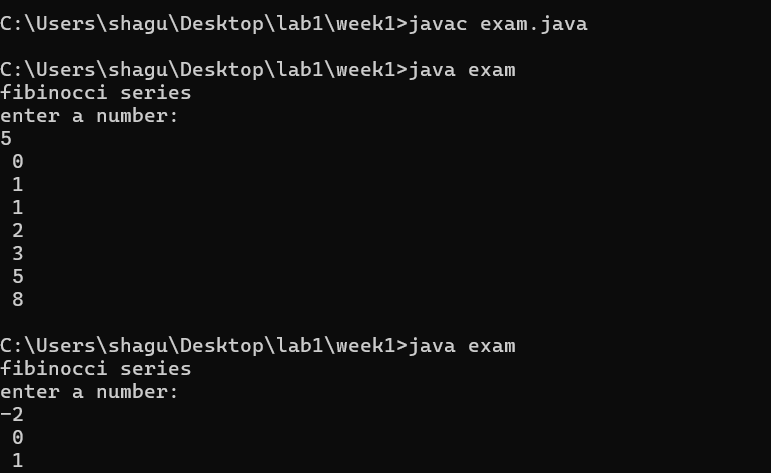 C:\Users\shagu\Desktop\lab1\week1>javac exam.java
C:\Users\shagu\Desktop\lab1\week1>java exam
fibinocci series
enter a number:
5
0
1
1
2
3
5
8
C:\Users\shagu\Desktop\lab1\week1>java exam
fibinocci series
enter a number:
-2
0
1